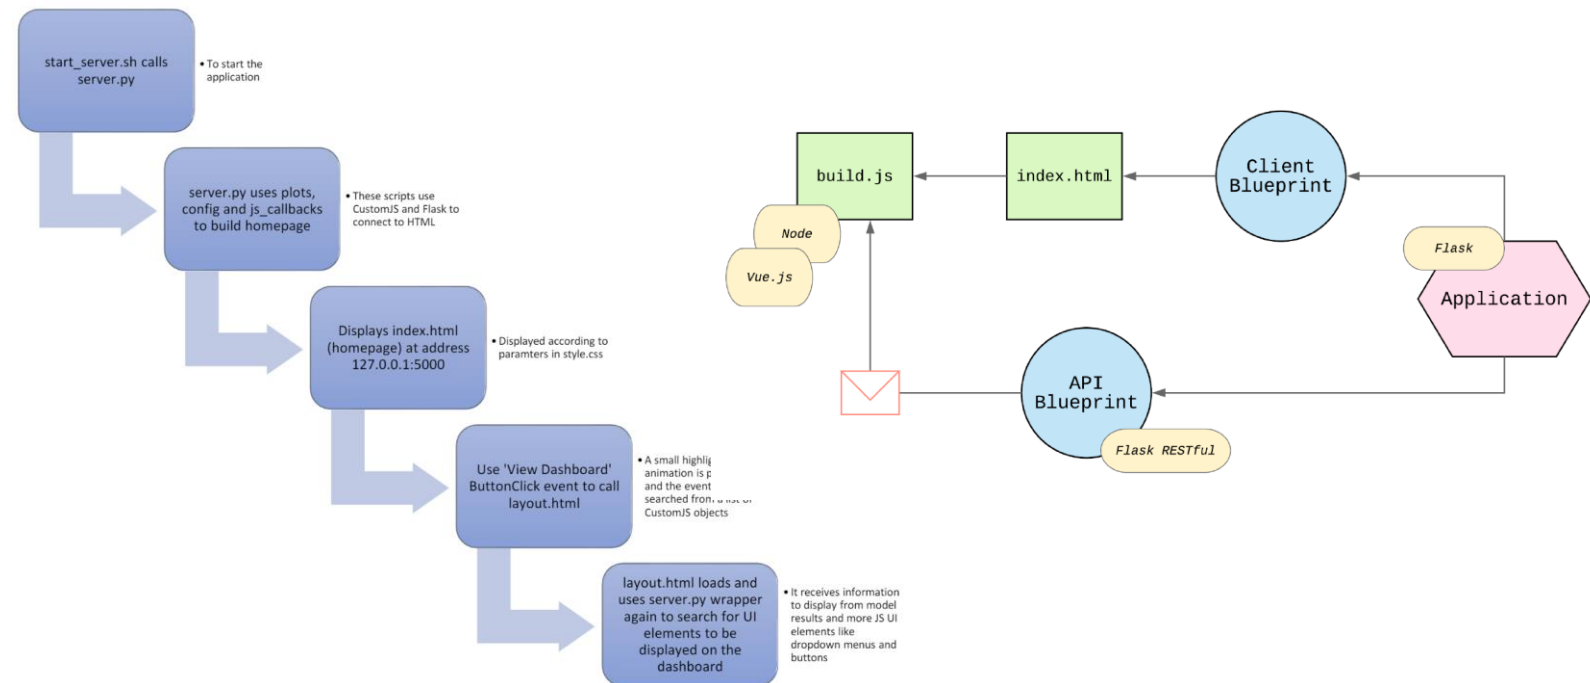 start_server.sh calls
server.py
• To start the
application
server.py uses plots,
config and js_callbacks
to build homepage
• These scripts use
CustomJS and Flask to
connect to HTML
Displays index.html
(homepage) at address
127.0.0.1:5000
• Displayed according to
paramters in style.css
Use 'View Dashboard'
ButtonClick event to call
layout.html
• A small
animation is
and the event
searched
CustomJS objects
layout.html loads and
uses server.py wrapper
again to search for UI
elements to be
displayed on the
dashboard
• It receives information
to display from model
results and more JS UI
elements like
dropdown menus and
buttons
build.js
Node
Vue.js
index.html
Client
Blueprint
Flask
Application
API
Blueprint
Flask RESTful